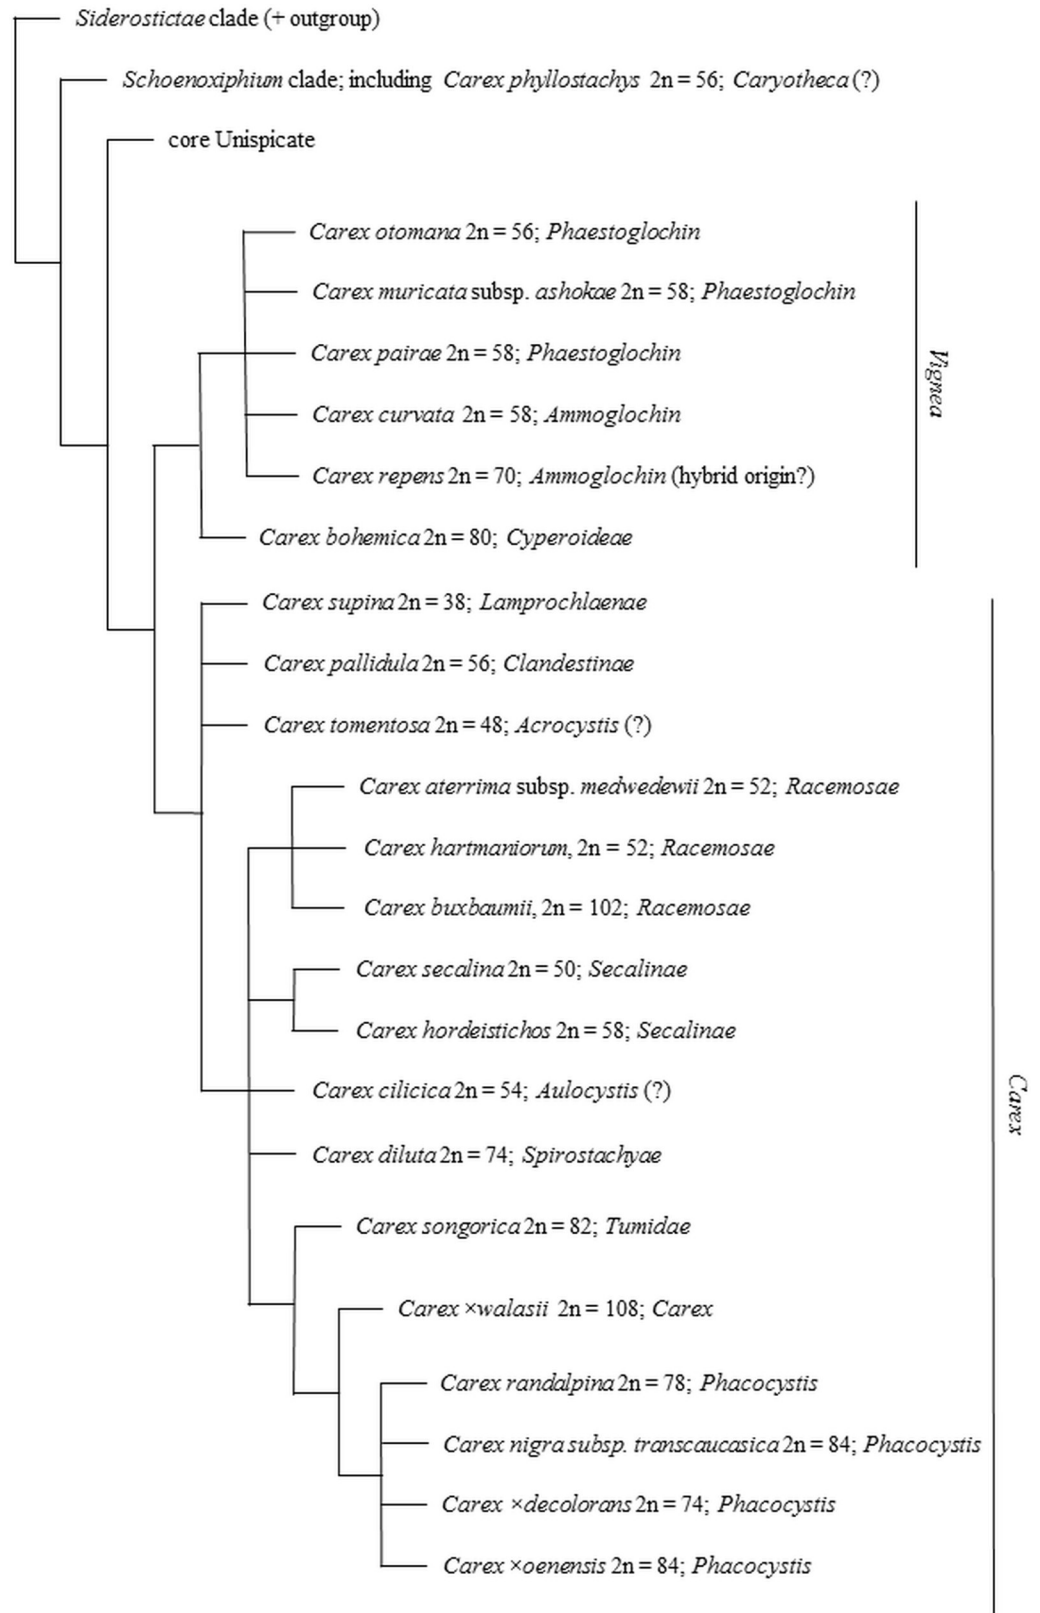 Siderostictae clade (+ outgroup)
Schoenoxiphium clade; including Carex phyllostachys 2n = 56; Caryotheca (?)
core Unispicate
Carex otomana 2n = 56; Phaestoglochin
Carex muricata subsp. ashokae 2n = 58; Phaestoglochin
Carex pairae 2n = 58; Phaestoglochin
Carex curvata 2n = 58; Ammoglochin
Carex repens 2n = 70; Ammoglochin (hybrid origin?)
Carex bohemica 2n = 80; Cyperoideae
Vignea
Carex supina 2n = 38; Lamprochlaenae
Carex pallidula 2n = 56; Clandestinae
Carex tomentosa 2n = 48; Acrocystis (?)
Carex aterrima subsp. medwedewii 2n = 52; Racemosae
Carex hartmaniorum, 2n = 52; Racemosae
Carex buxbaumii, 2n = 102; Racemosae
Carex secalina 2n = 50; Secalinae
Carex hordeistichos 2n = 58; Secalinae
Carex cilicica 2n = 54; Aulocystis (?)
Carex diluta 2n = 74; Spirostachyae
Carex songorica 2n = 82; Tumidae
Carex ×walasii 2n = 108; Carex
Carex randalpina 2n = 78; Phacocystis
Carex nigra subsp. transcaucasica 2n = 84; Phacocystis
Carex ×decolorans 2n = 74; Phacocystis
Carex ×oenensis 2n = 84; Phacocystis
Carex